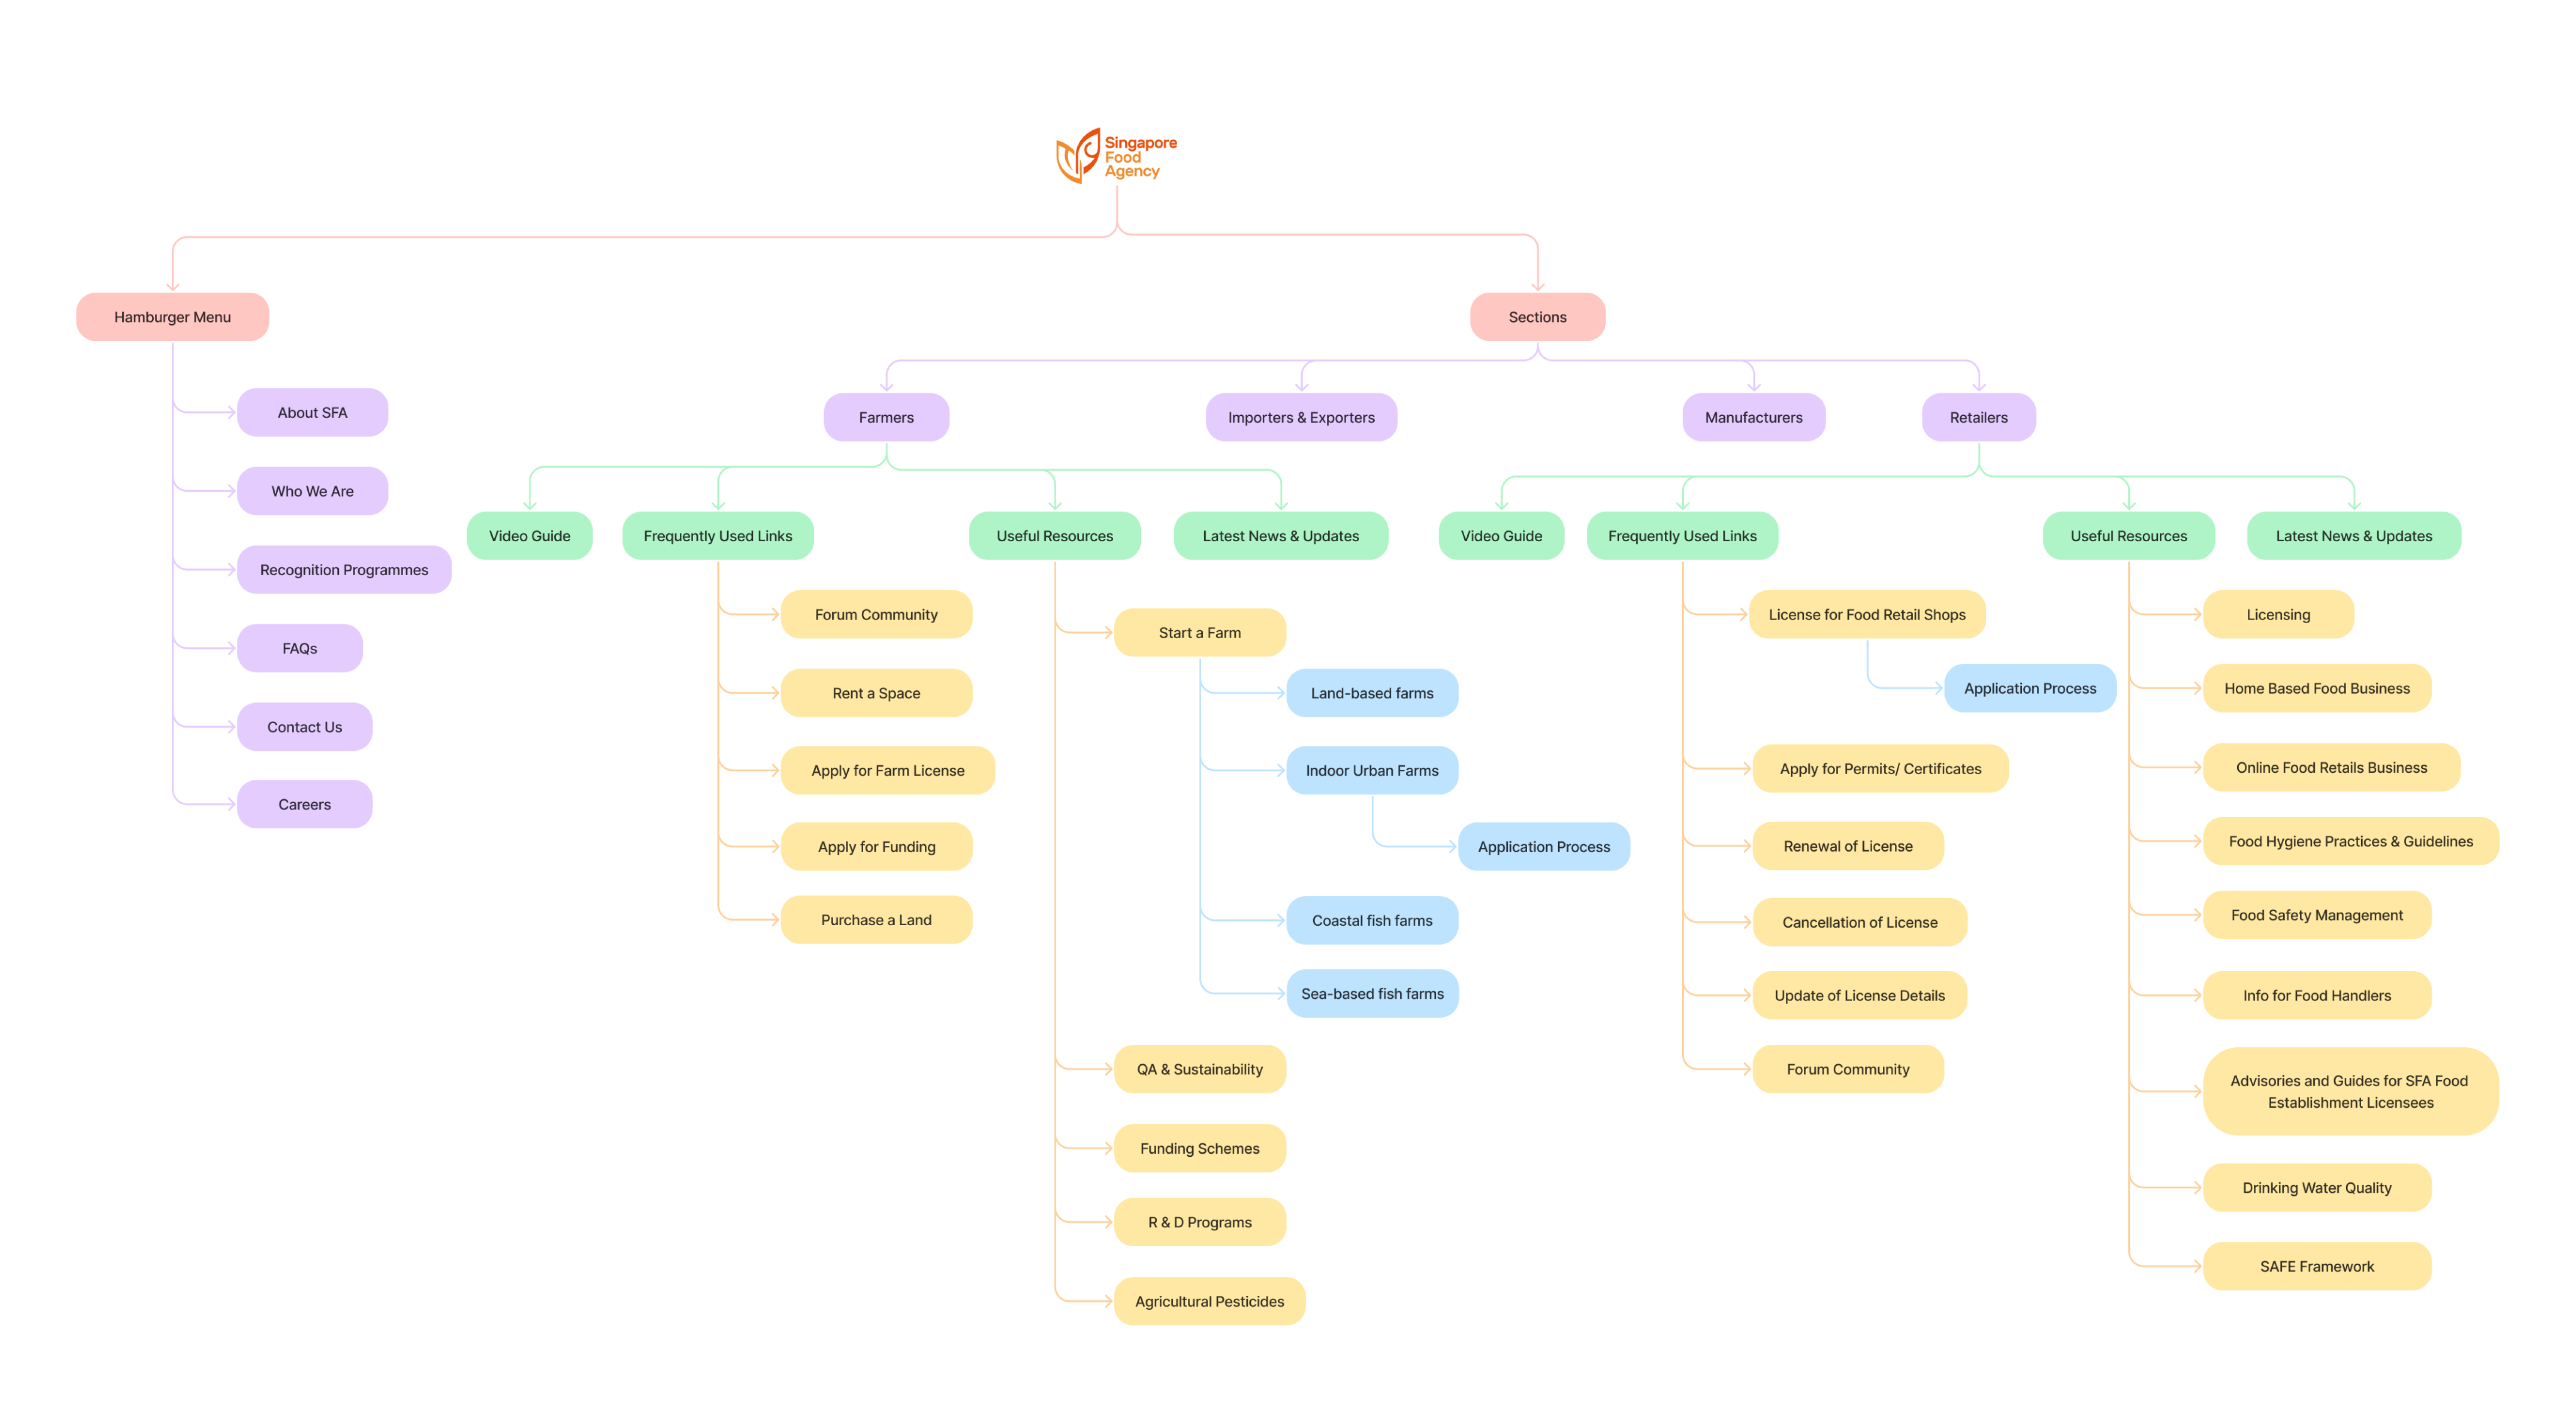 Singapore
Food
Agency
Hamburger Menu
Sections
About SFA
Who We Are
Recognition Programmes
FAQs
Contact Us
Careers
Farmers
Importers & Exporters
Manufacturers
Retailers
Video Guide
Frequently Used Links
Useful Resources
Latest News & Updates
Forum Community
Rent a Space
Apply for Farm License
Apply for Funding
Purchase a Land
Start a Farm
Land-based farms
Indoor Urban Farms
Application Process
Coastal fish farms
Sea-based fish farms
QA & Sustainability
Funding Schemes
R & D Programs
Agricultural Pesticides
Video Guide
Frequently Used Links
Useful Resources
Latest News & Updates
License for Food Retail Shops
Application Process
Apply for Permits/ Certificates
Renewal of License
Cancellation of License
Update of License Details
Forum Community
Licensing
Home Based Food Business
Online Food Retails Business
Food Hygiene Practices & Guidelines
Food Safety Management
Info for Food Handlers
Advisories and Guides for SFA Food
Establishment Licensees
Drinking Water Quality
SAFE Framework